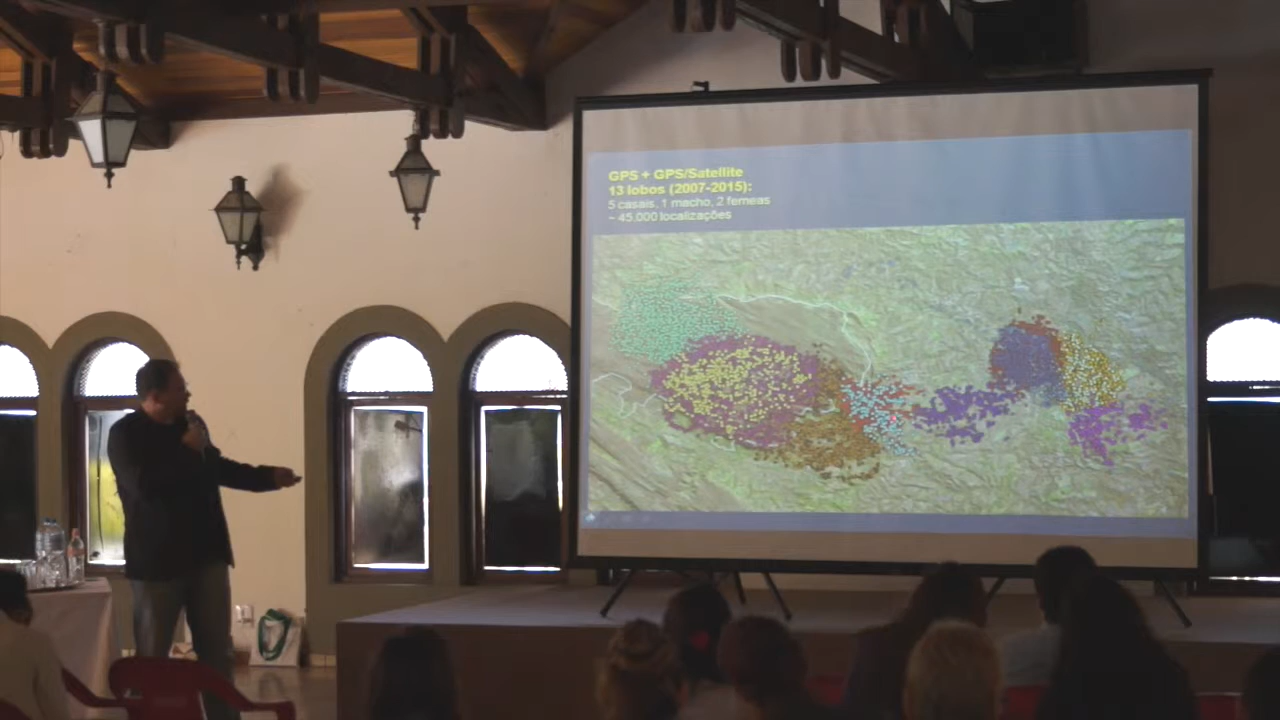 GPS + GPS/Satellite
13 lobos (2007-2015):
5 casais, 1 macho, 2 femeas
~ 45.000 localizações